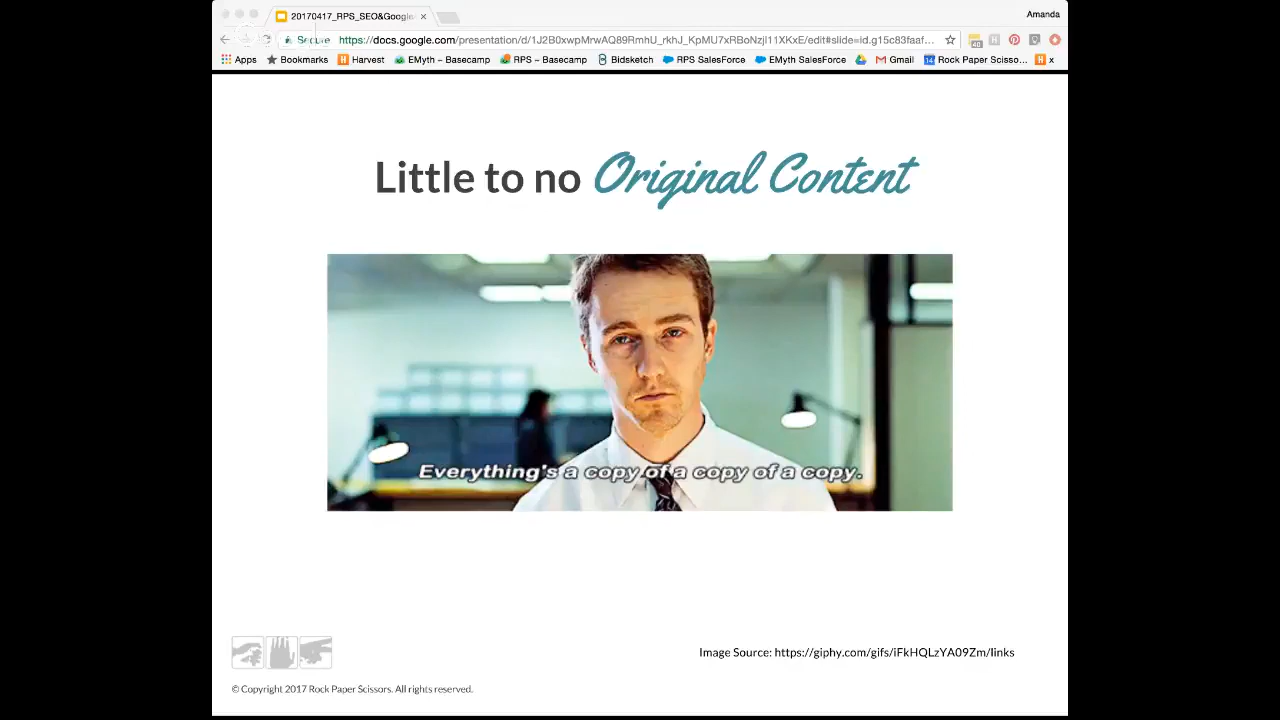 20170417_RPS_SEO&Google
Amanda
Secure https://docs.google.com/presentation/d/1J2B0xwpMrwAQ89RmhU_rkhJ_KpMU7xRBoNzjl11XKxE/edit#slide=id.g15c83faaf...
Apps Bookmarks Harvest EMyth – Basecamp RPS – Basecamp Bidsketch RPS SalesForce EMyth SalesForce Gmail Rock Paper Scisso... x
Little to no Original Content
Everything's a copy of a copy of a copy.
Image Source: https://giphy.com/gifs/iFkHQLzYA09Zm/links
© Copyright 2017 Rock Paper Scissors. All rights reserved.